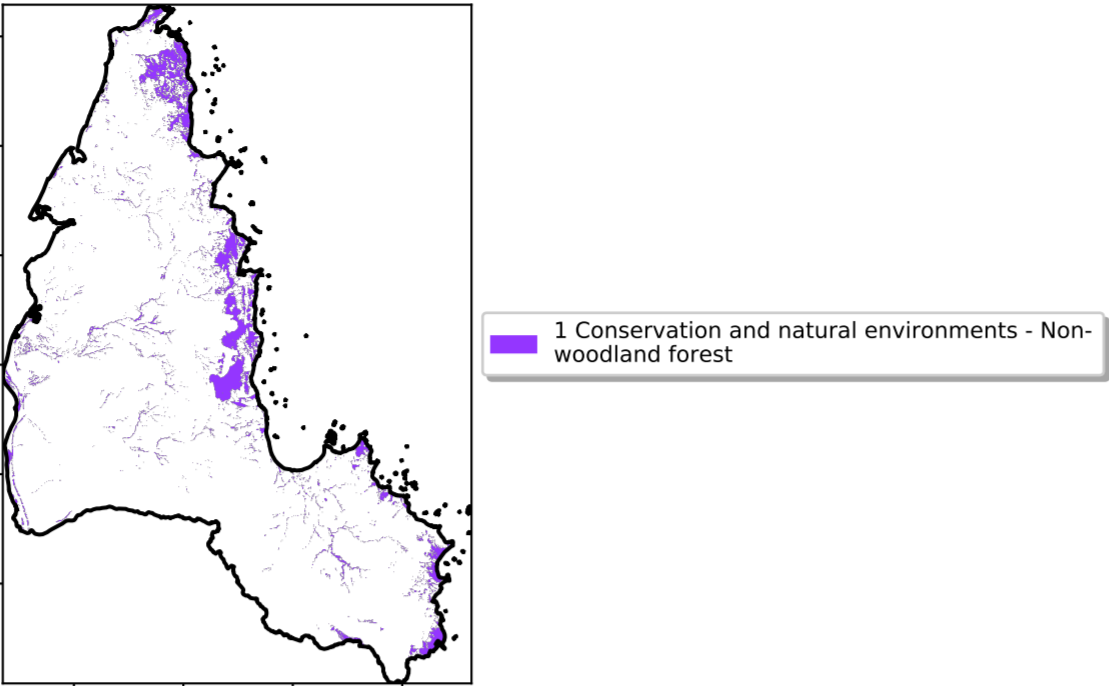 1 Conservation and natural environments - Non-
woodland forest